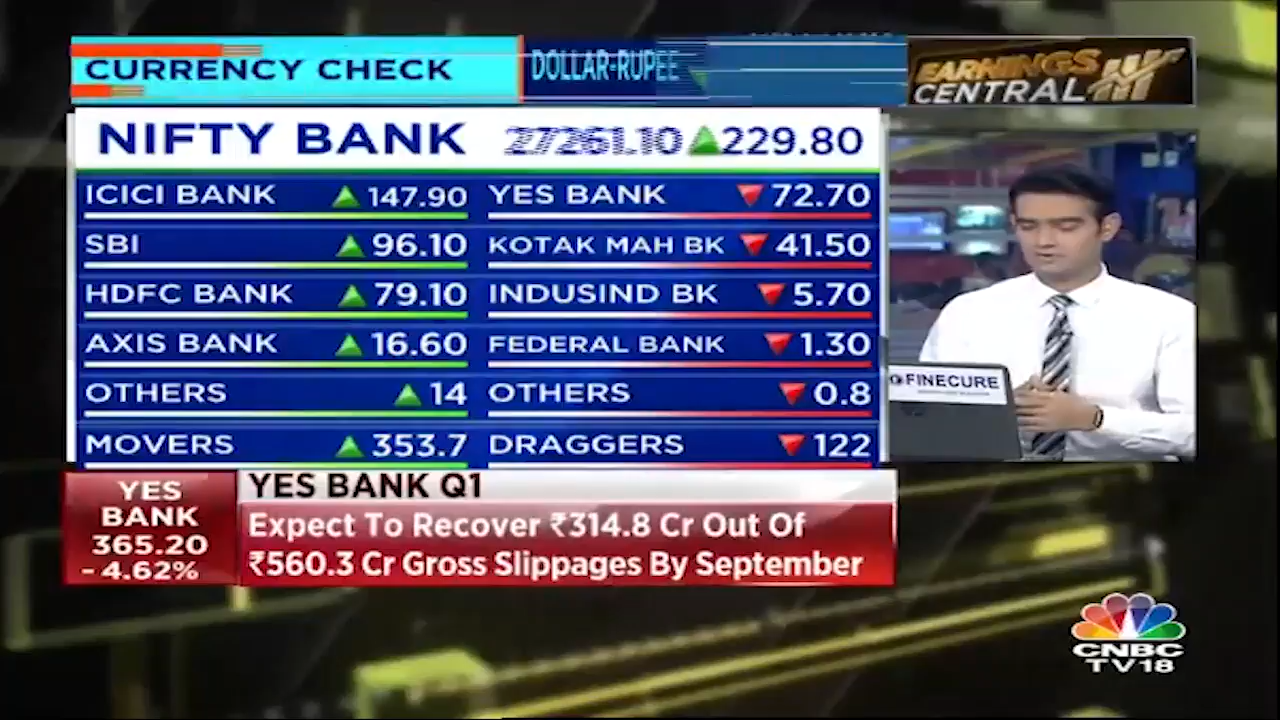 CURRENCY CHECK
DOLLAR-RUPEE
EARNINGS
CENTRAL
NIFTY BANK 27261.10 ▲ 229.80
ICICI BANK ▲ 147.90 YES BANK ▼ 72.70
SBI ▲ 96.10 KOTAK MAH BK ▼ 41.50
HDFC BANK ▲ 79.10 INDUSIND BK ▼ 5.70
AXIS BANK ▲ 16.60 FEDERAL BANK ▼ 1.30
OTHERS ▲ 14 OTHERS ▼ 0.8
MOVERS ▲ 353.7 DRAGGERS ▼ 122
FINECURE
YES
BANK
365.20
- 4.62%
YES BANK Q1
Expect To Recover ₹314.8 Cr Out Of
₹560.3 Cr Gross Slippages By September
CNBC
TV18